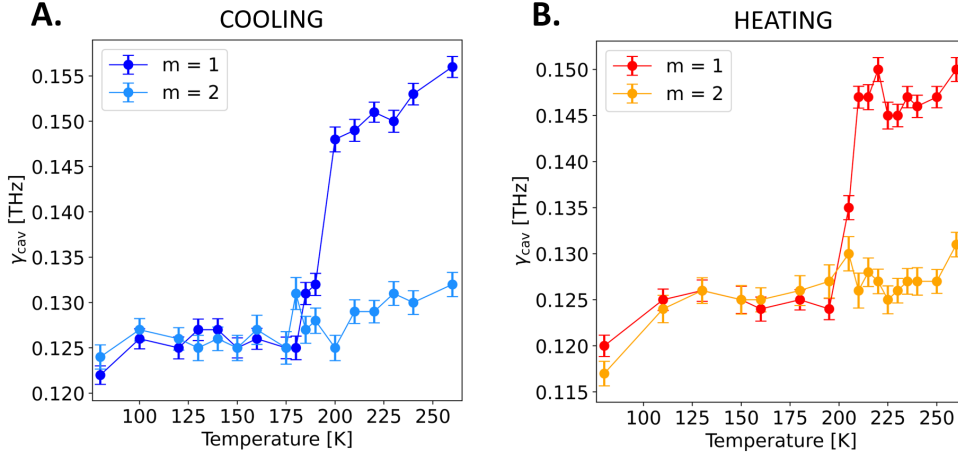 A.
COOLING
m = 1
m = 2
0.155
0.150
0.145
0.140
0.135
0.130
0.125
0.120
γcav [THz]
100
125
150
175
200
225
250
Temperature [K]
B.
HEATING
m = 1
m = 2
0.150
0.145
0.140
0.135
0.130
0.125
0.120
0.115
γcav [THz]
100
125
150
175
200
225
250
Temperature [K]